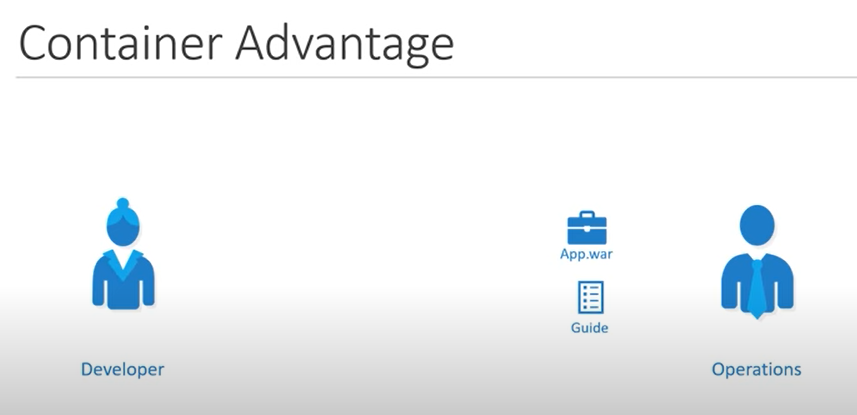 Container Advantage
App.war
Guide
Developer
Operations